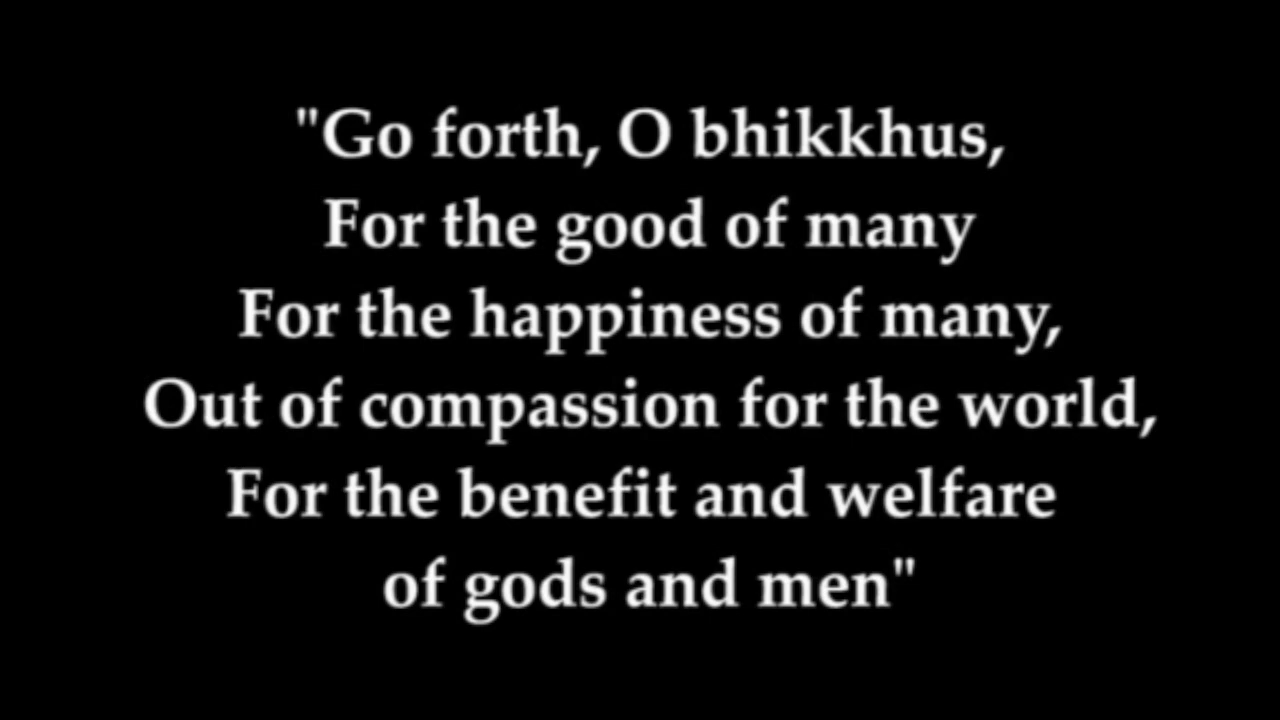 "Go forth, O bhikkhus,
For the good of many
For the happiness of many,
Out of compassion for the world,
For the benefit and welfare
of gods and men"